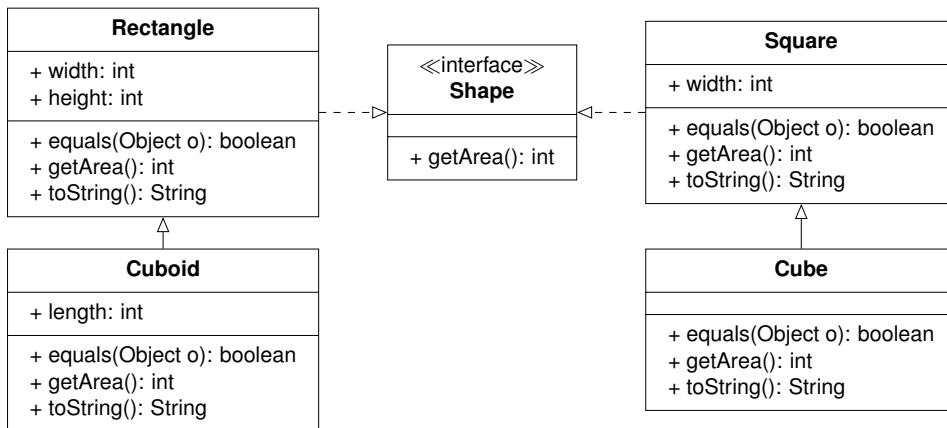 Rectangle
+ width: int
+ height: int
+ equals(Object o): boolean
+ getArea(): int
+ toString(): String
≪interface≫
Shape
+ getArea(): int
Square
+ width: int
+ equals(Object o): boolean
+ getArea(): int
+ toString(): String
Cuboid
+ length: int
+ equals(Object o): boolean
+ getArea(): int
+ toString(): String
Cube
+ equals(Object o): boolean
+ getArea(): int
+ toString(): String